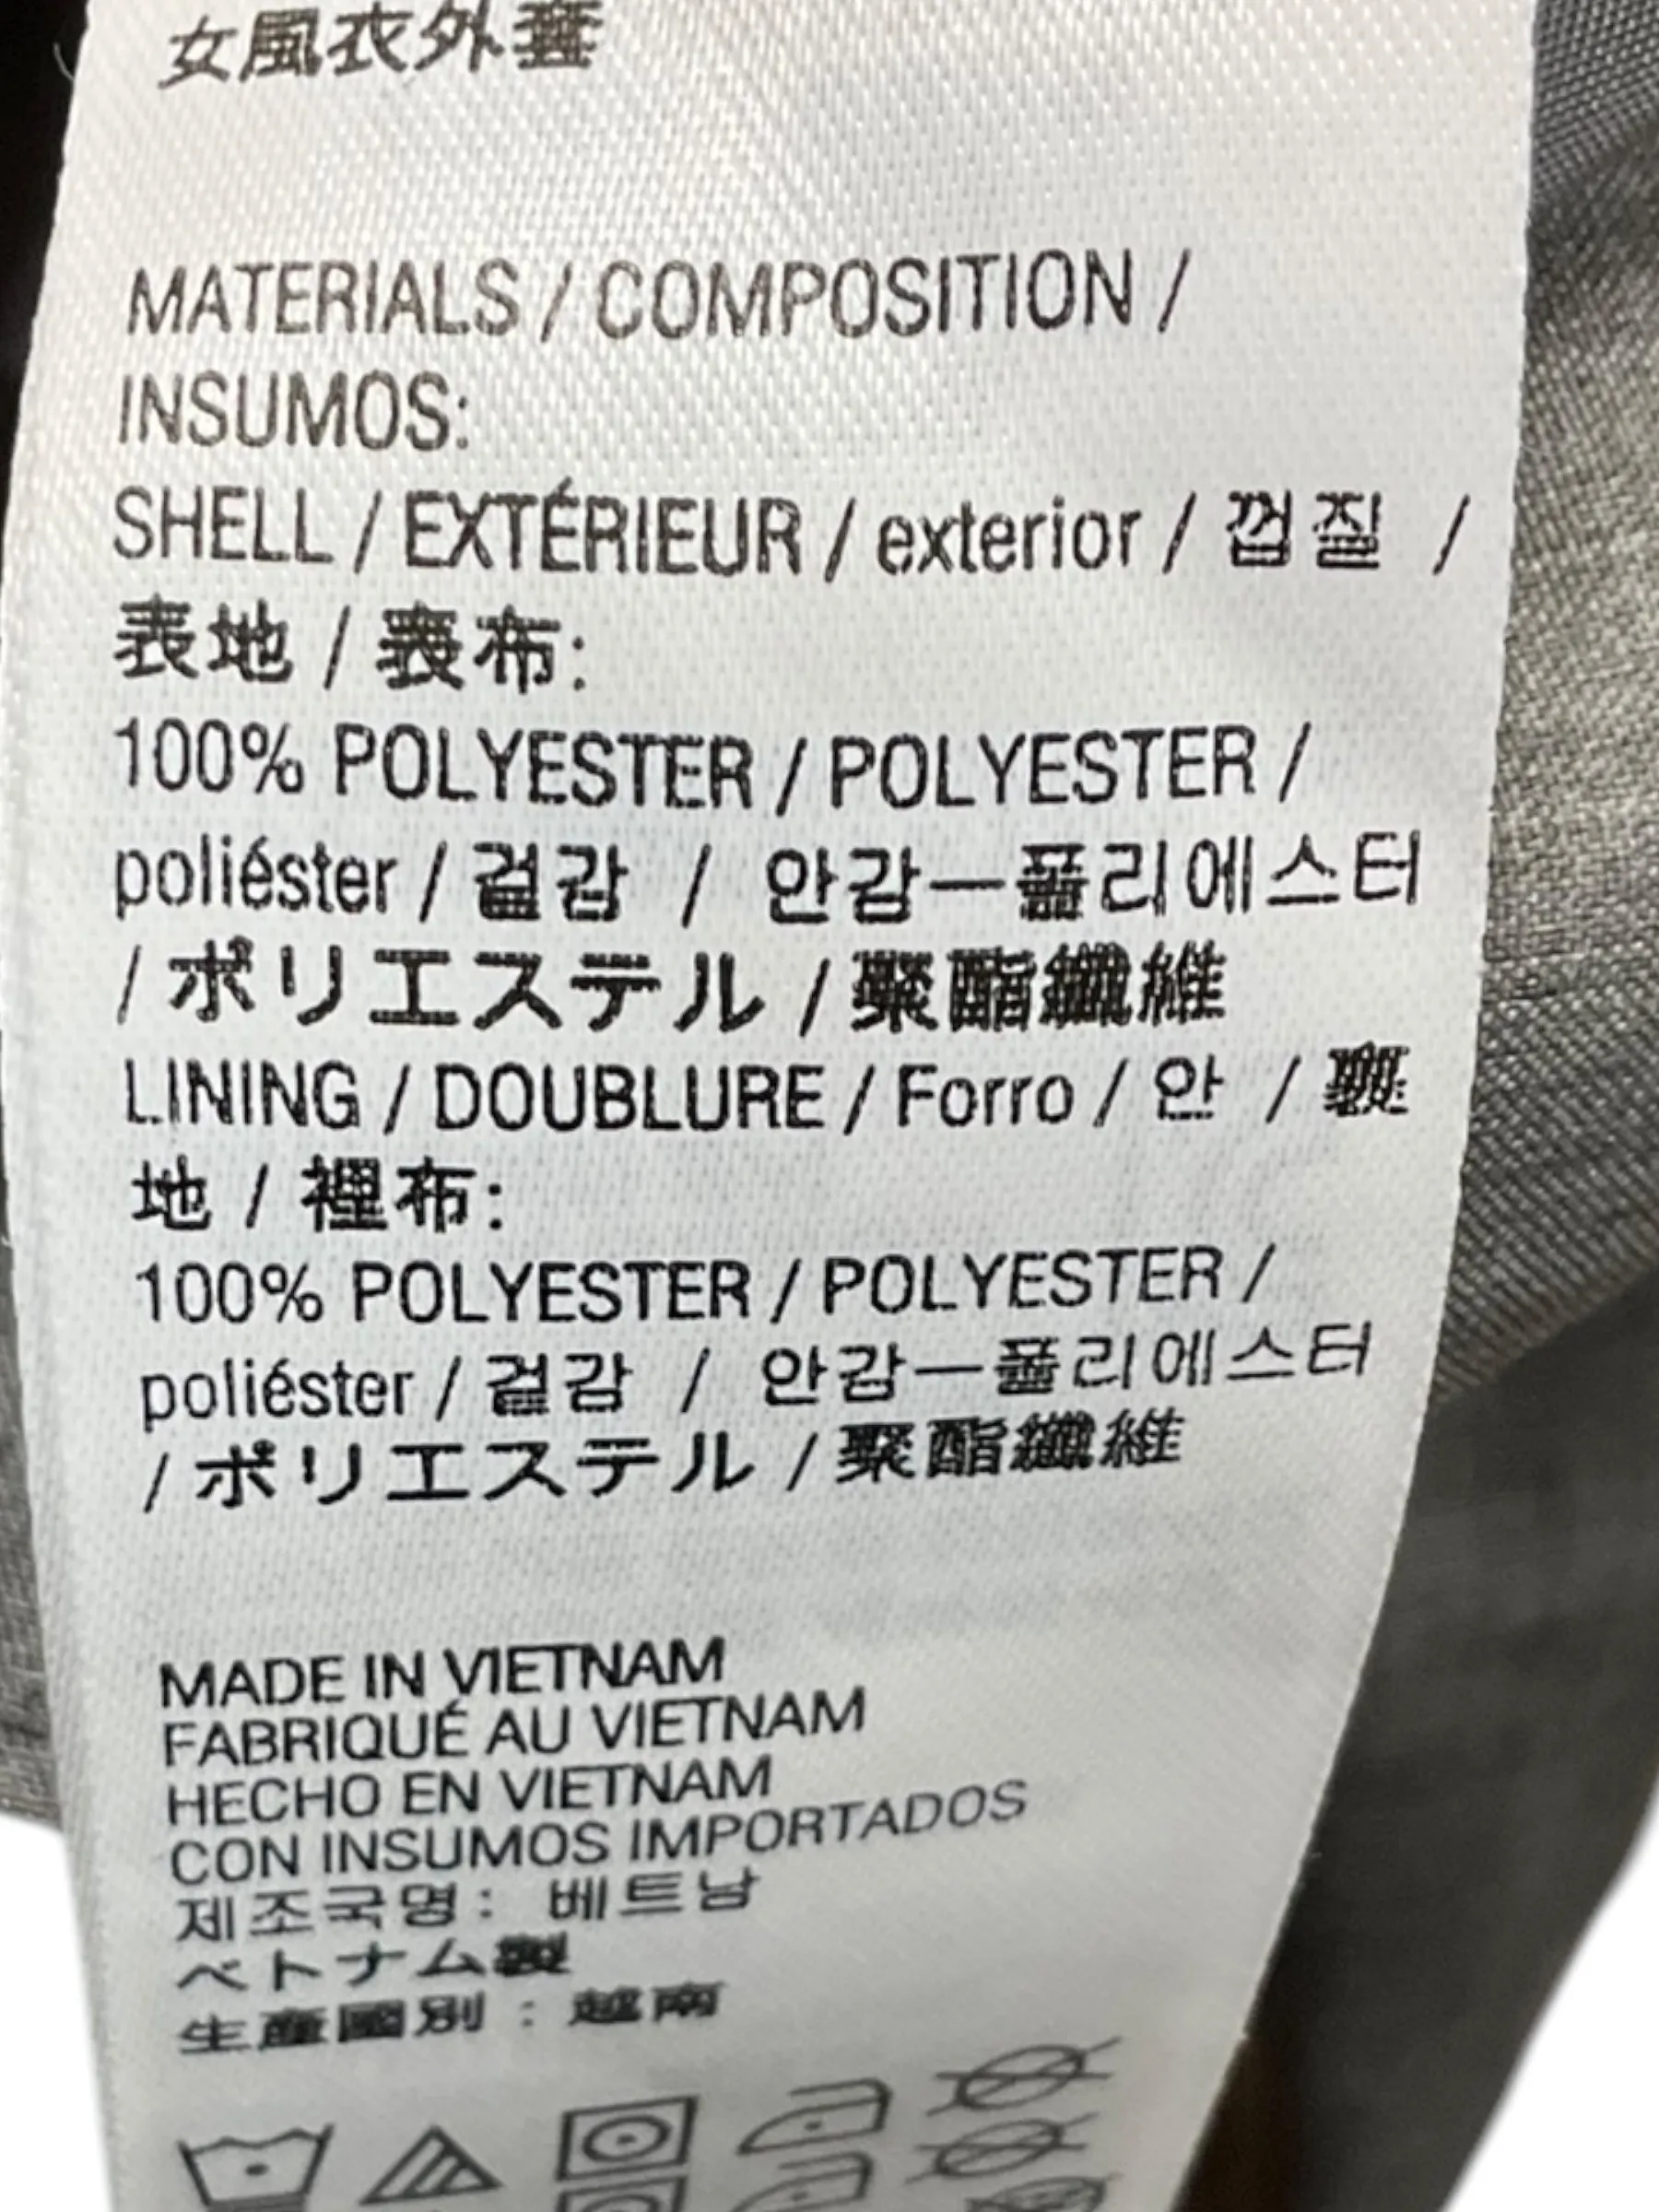 女風衣外套
MATERIALS / COMPOSITION /
INSUMOS:
SHELL / EXTÉRIEUR / exterior / 껍질 /
表地 / 表布:
100% POLYESTER / POLYESTER /
poliéster / 겉감 / 안감—폴리에스터
/ ポリエステル / 聚酯纖維
LINING / DOUBLURE / Forro / 안 / 裏
地 / 裡布:
100% POLYESTER / POLYESTER /
poliéster / 겉감 / 안감—폴리에스터
/ ポリエステル / 聚酯纖維
MADE IN VIETNAM
FABRIQUÉ AU VIETNAM
HECHO EN VIETNAM
CON INSUMOS IMPORTADOS
제조국명: 베트남
ベトナム製
生產國別：越南